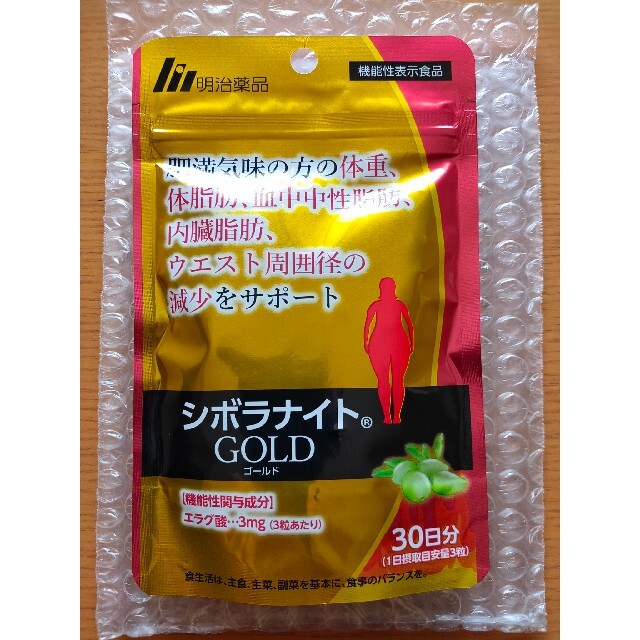 明治薬品
機能性表示食品
肥満気味の方の体重、
体脂肪、血中中性脂肪、
内臓脂肪、
ウエスト周囲径の
減少をサポート
シボラナイト®
GOLD
ゴールド
【機能性関与成分】
エラグ酸…3mg (3粒あたり)
30日分
(1日摂取目安量3粒)
食生活は、主食、主菜、副菜を基本に、食事のバランスを。